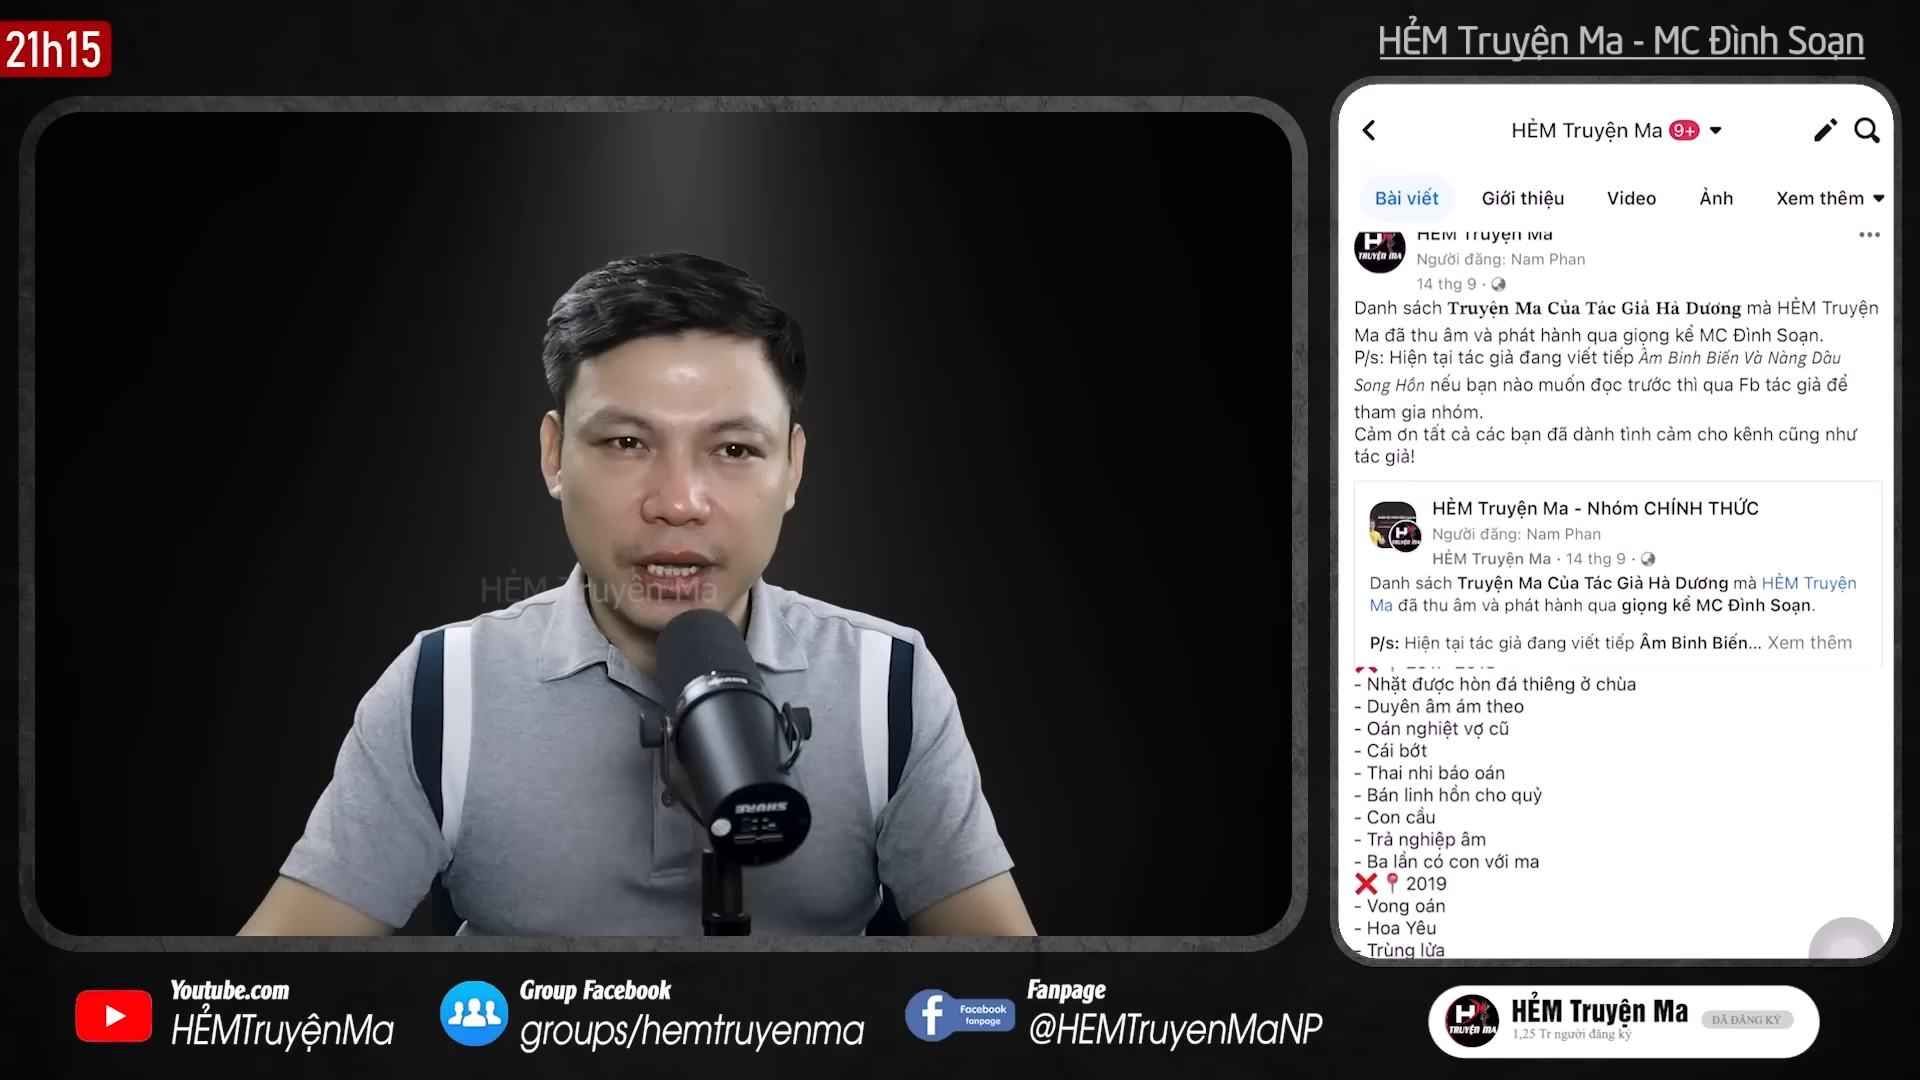 21h15
HẺM Truyện Ma - MC Đình Soạn
HẺM Truyện Ma 9+
Bài viết Giới thiệu Video Ảnh Xem thêm
HẺM Truyện Ma
Người đăng: Nam Phan
14 thg 9 ·
Danh sách Truyện Ma Của Tác Giả Hà Dương mà HẺM Truyện
Ma đã thu âm và phát hành qua giọng kể MC Đình Soạn.
P/s: Hiện tại tác giả đang viết tiếp Âm Binh Biến Và Nàng Dâu
Song Hồn nếu bạn nào muốn đọc trước thì qua Fb tác giả để
tham gia nhóm.
Cảm ơn tất cả các bạn đã dành tình cảm cho kênh cũng như
tác giả!
HẺM Truyện Ma - Nhóm CHÍNH THỨC
Người đăng: Nam Phan
HẺM Truyện Ma · 14 thg 9 ·
Danh sách Truyện Ma Của Tác Giả Hà Dương mà HẺM Truyện
Ma đã thu âm và phát hành qua giọng kể MC Đình Soạn.
P/s: Hiện tại tác giả đang viết tiếp Âm Binh Biến... Xem thêm
- Nhặt được hòn đá thiêng ở chùa
- Duyên âm ám theo
- Oán nghiệt vợ cũ
- Cái bớt
- Thai nhi báo oán
- Bán linh hồn cho quỷ
- Con cầu
- Trả nghiệp âm
- Ba lần có con với ma
❌📍 2019
- Vong oán
- Hoa Yêu
- Trùng lửa
HẺM Truyện Ma
SHURE
Youtube.com
HẺMTruyệnMa
Group Facebook
groups/hemtruyenma
Facebook
fanpage
Fanpage
@HEMTruyenMaNP
H
TRUYỆN MA
HẺM Truyện Ma
1,25 Tr người đăng ký
ĐÃ ĐĂNG KÝ